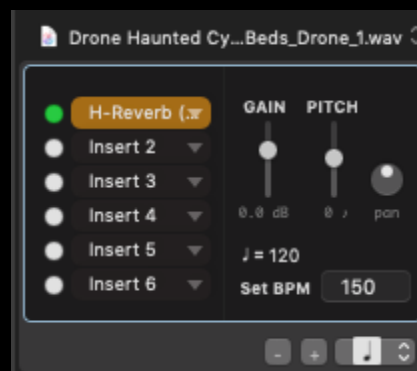 Drone Haunted Cy...Beds_Drone_1.wav
H-Reverb (.
GAIN PITCH
Insert 2
Insert 3
Insert 4
0.0 dB 0 ♪ pan
Insert 5
♩ = 120
Insert 6
Set BPM 150
- + ♩